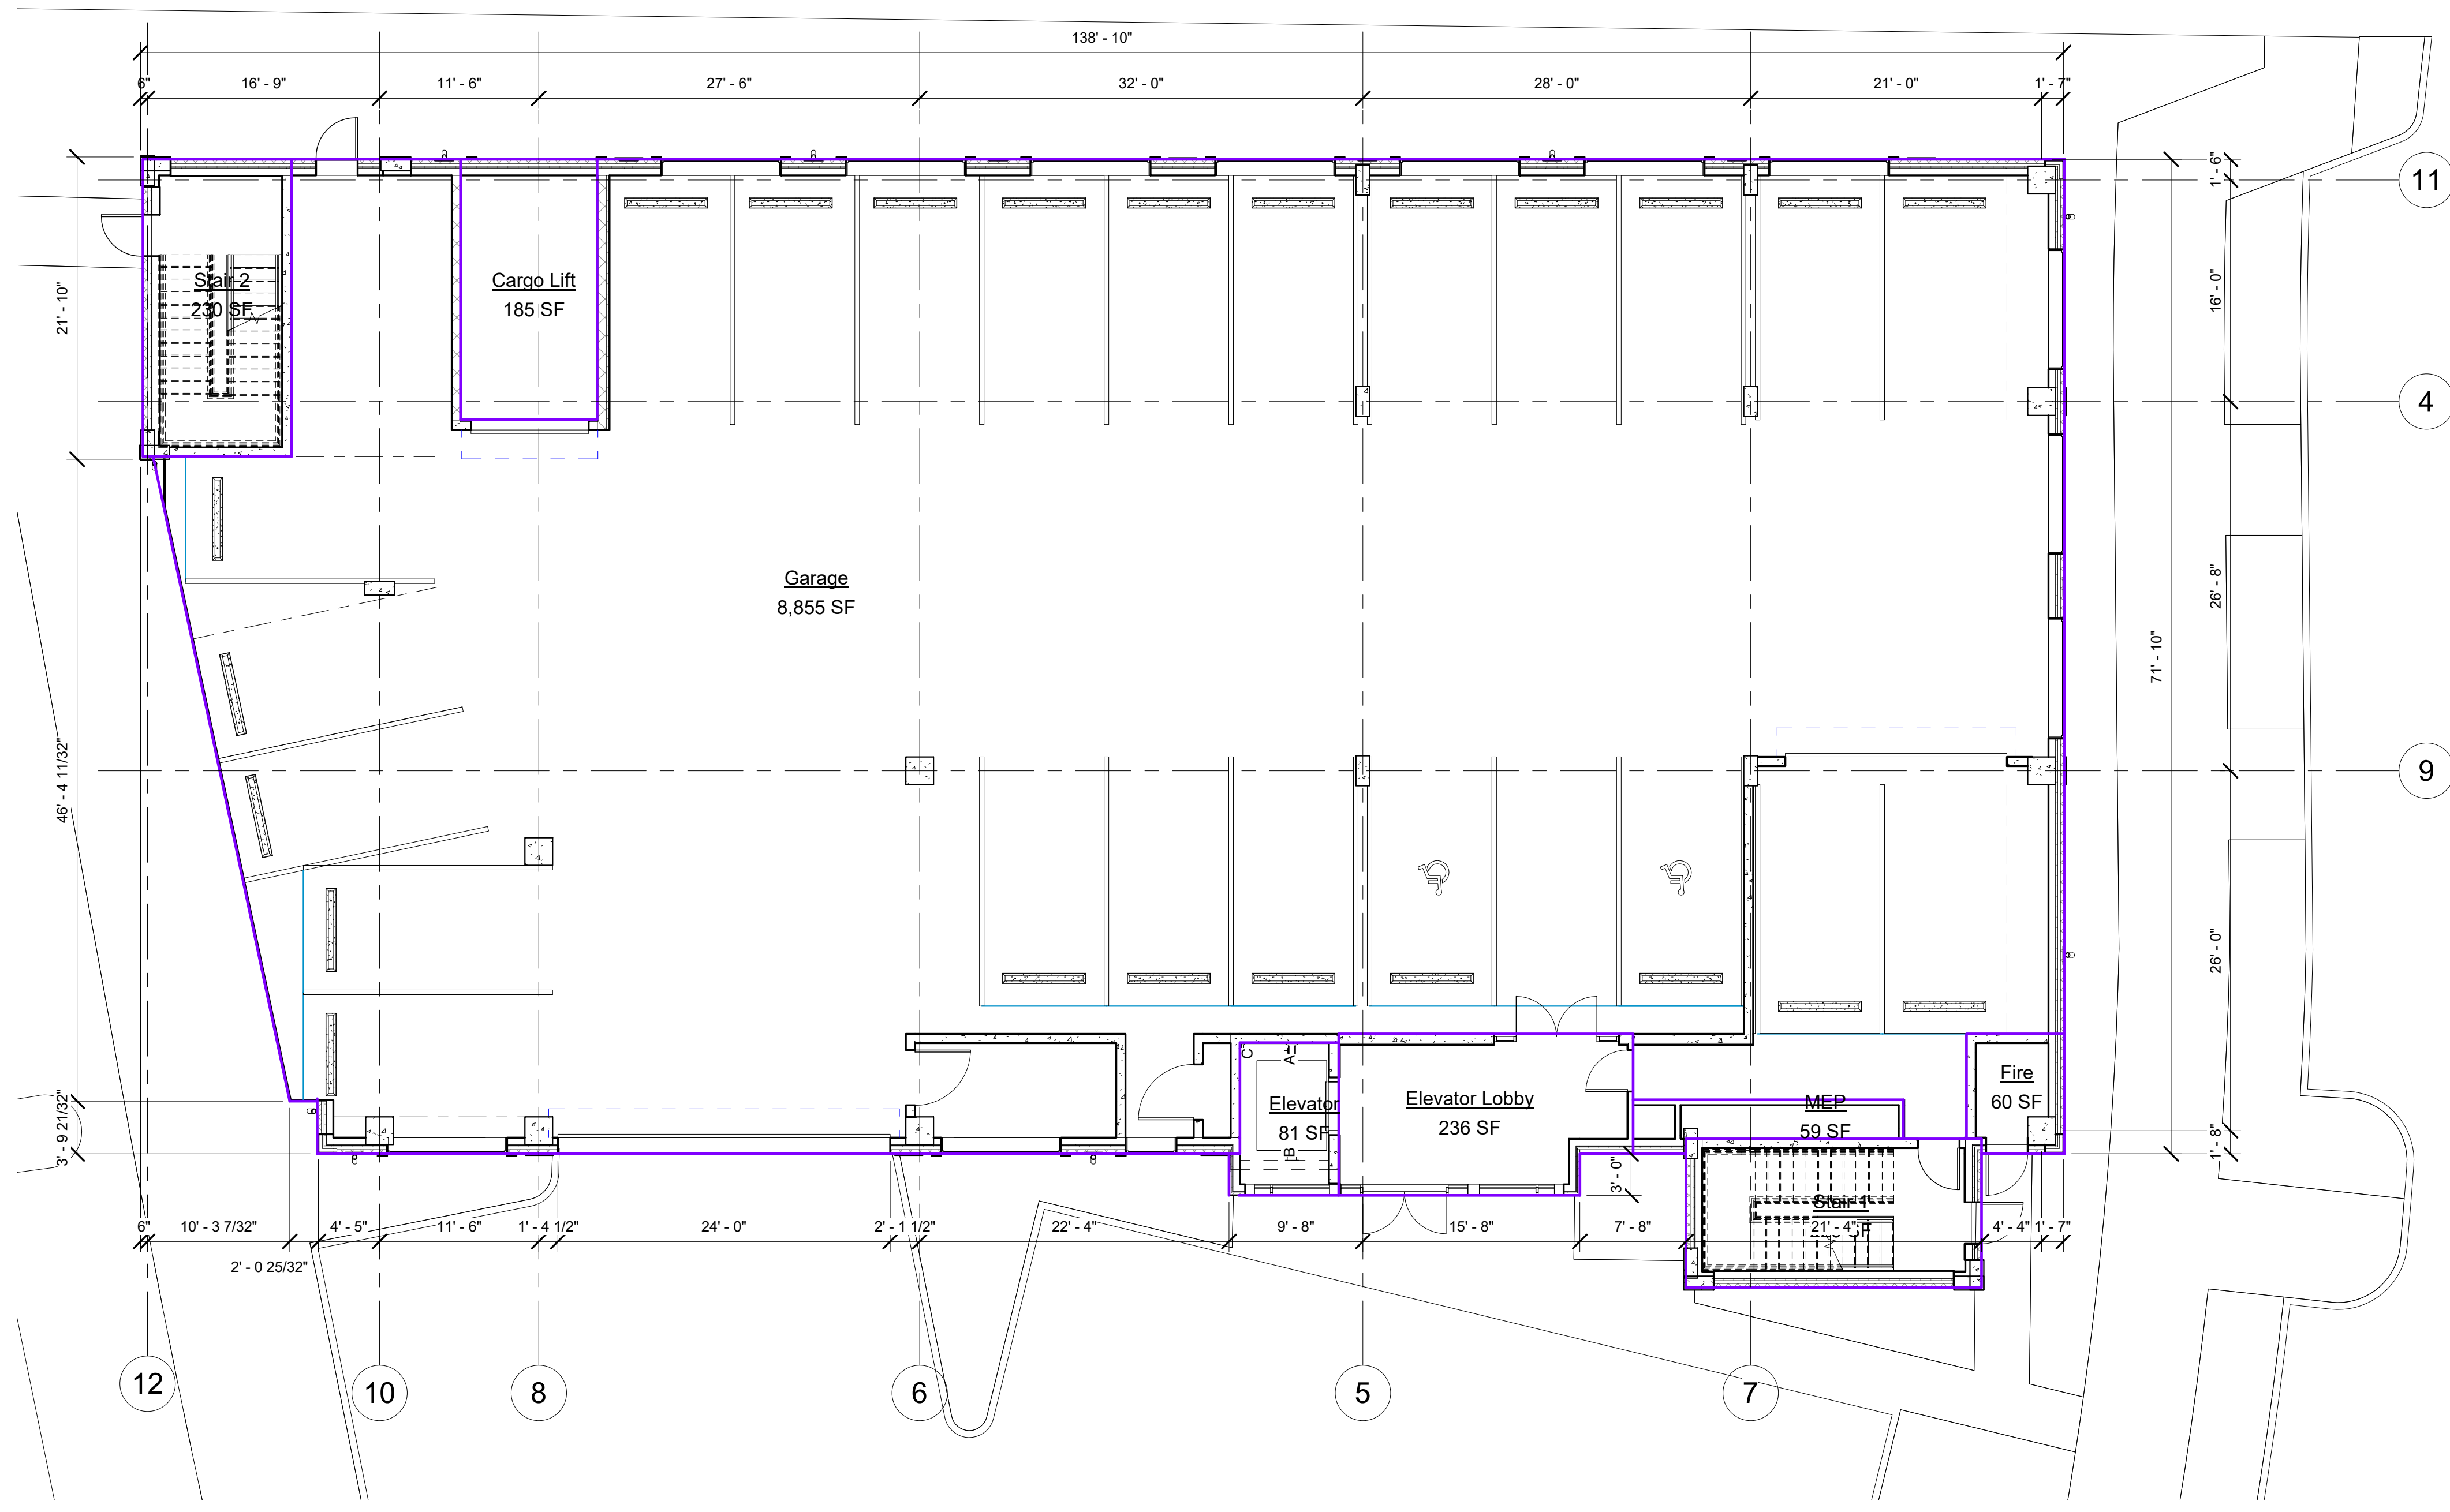 138' - 10"
6"
16' - 9"
11' - 6"
27' - 6"
32' - 0"
28' - 0"
21' - 0"
1' - 7"
1' - 6"
11
16' - 0"
4
26' - 8"
71' - 10"
9
26' - 0"
1' - 8"
21' - 10"
46' - 4 11/32"
3' - 9 21/32"
Stair 2
230 SF
Cargo Lift
185 SF
Garage
8,855 SF
C
A
B
Elevator
81 SF
Elevator Lobby
236 SF
MEP
59 SF
Fire
60 SF
3' - 0"
Stair 1
SF
6"
10' - 3 7/32"
4' - 5"
11' - 6"
1' - 4 1/2"
24' - 0"
2' - 1 1/2"
22' - 4"
9' - 8"
15' - 8"
7' - 8"
21' - 4"
4' - 4"
1' - 7"
2' - 0 25/32"
12
10
8
6
5
7